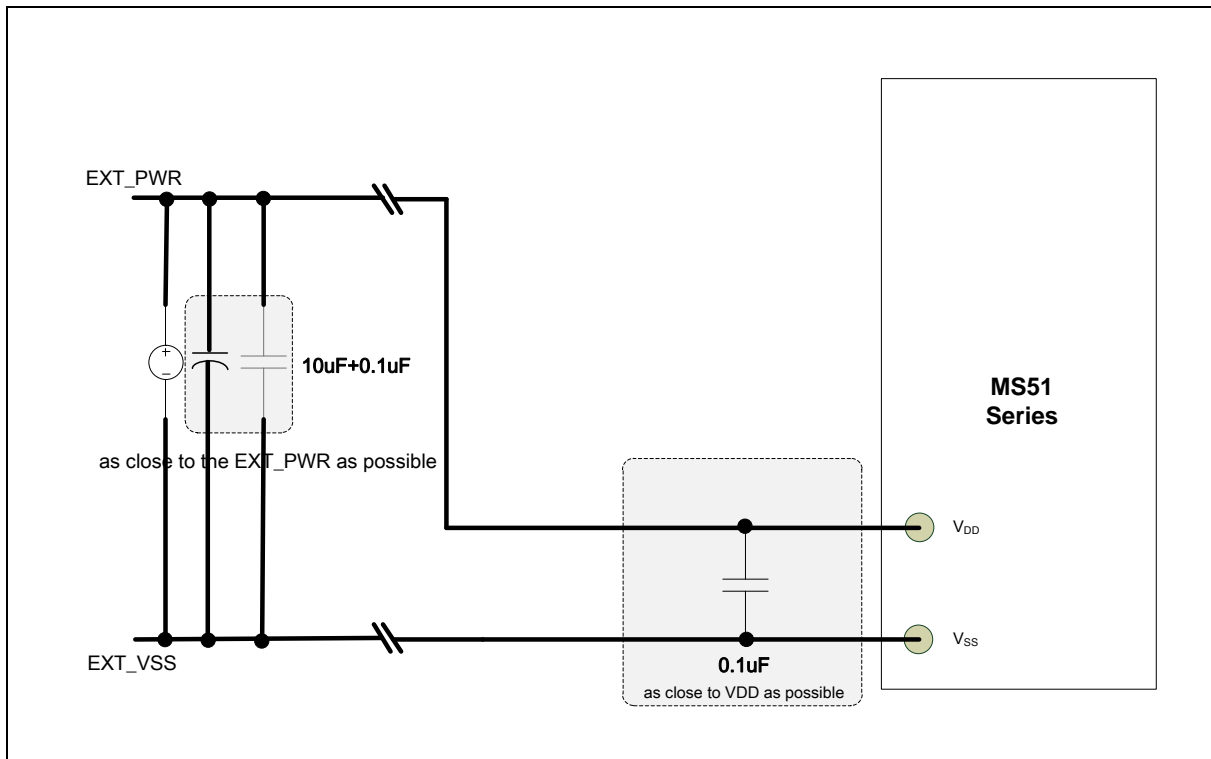 EXT_PWR
10uF+0.1uF
as close to the EXT_PWR as possible
MS51
Series
VDD
VSS
EXT_VSS
0.1uF
as close to VDD as possible